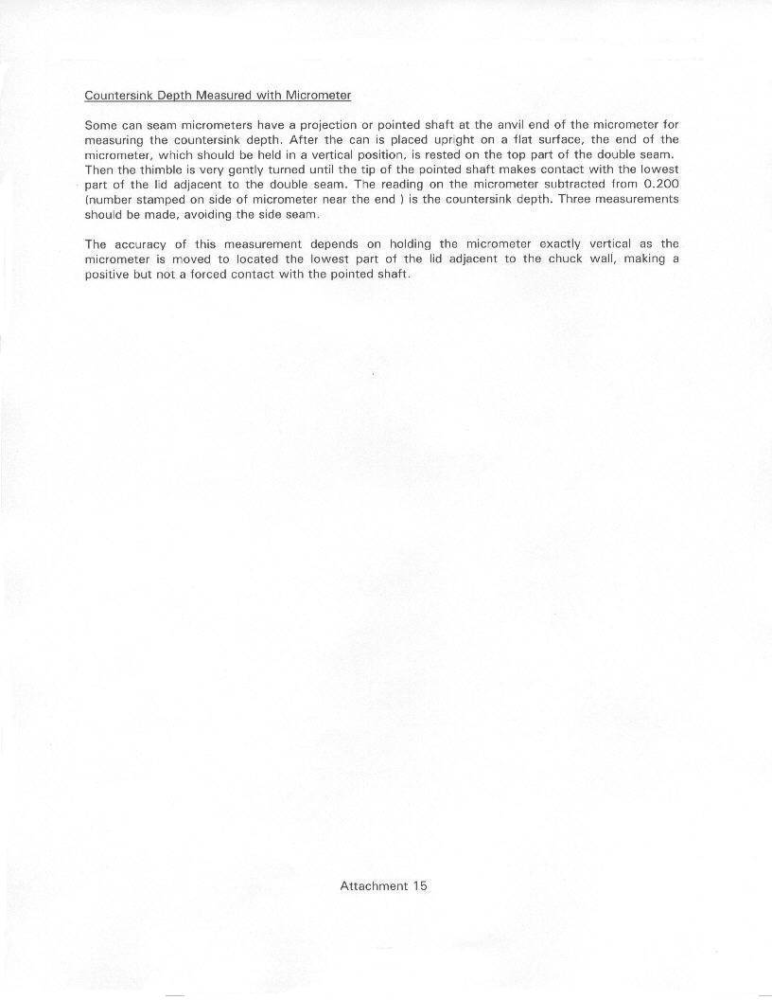 Countersink Depth Measured with Micrometer
Some can seam micrometers have a projection or pointed shaft at the anvil end of the micrometer for
measuring the countersink depth. After the can is placed upright on a flat surface, the end of the
micrometer, which should be held in a vertical position, is rested on the top part of the double seam.
Then the thimble is very gently turned until the tip of the pointed shaft makes contact with the lowest
part of the lid adjacent to the double seam. The reading on the micrometer subtracted from 0.200
(number stamped on side of micrometer near the end ) is the countersink depth. Three measurements
should be made, avoiding the side seam.
The accuracy of this measurement depends on holding the micrometer exactly vertical as the
micrometer is moved to located the lowest part of the lid adjacent to the chuck wall, making a
positive but not a forced contact with the pointed shaft.
Attachment 15